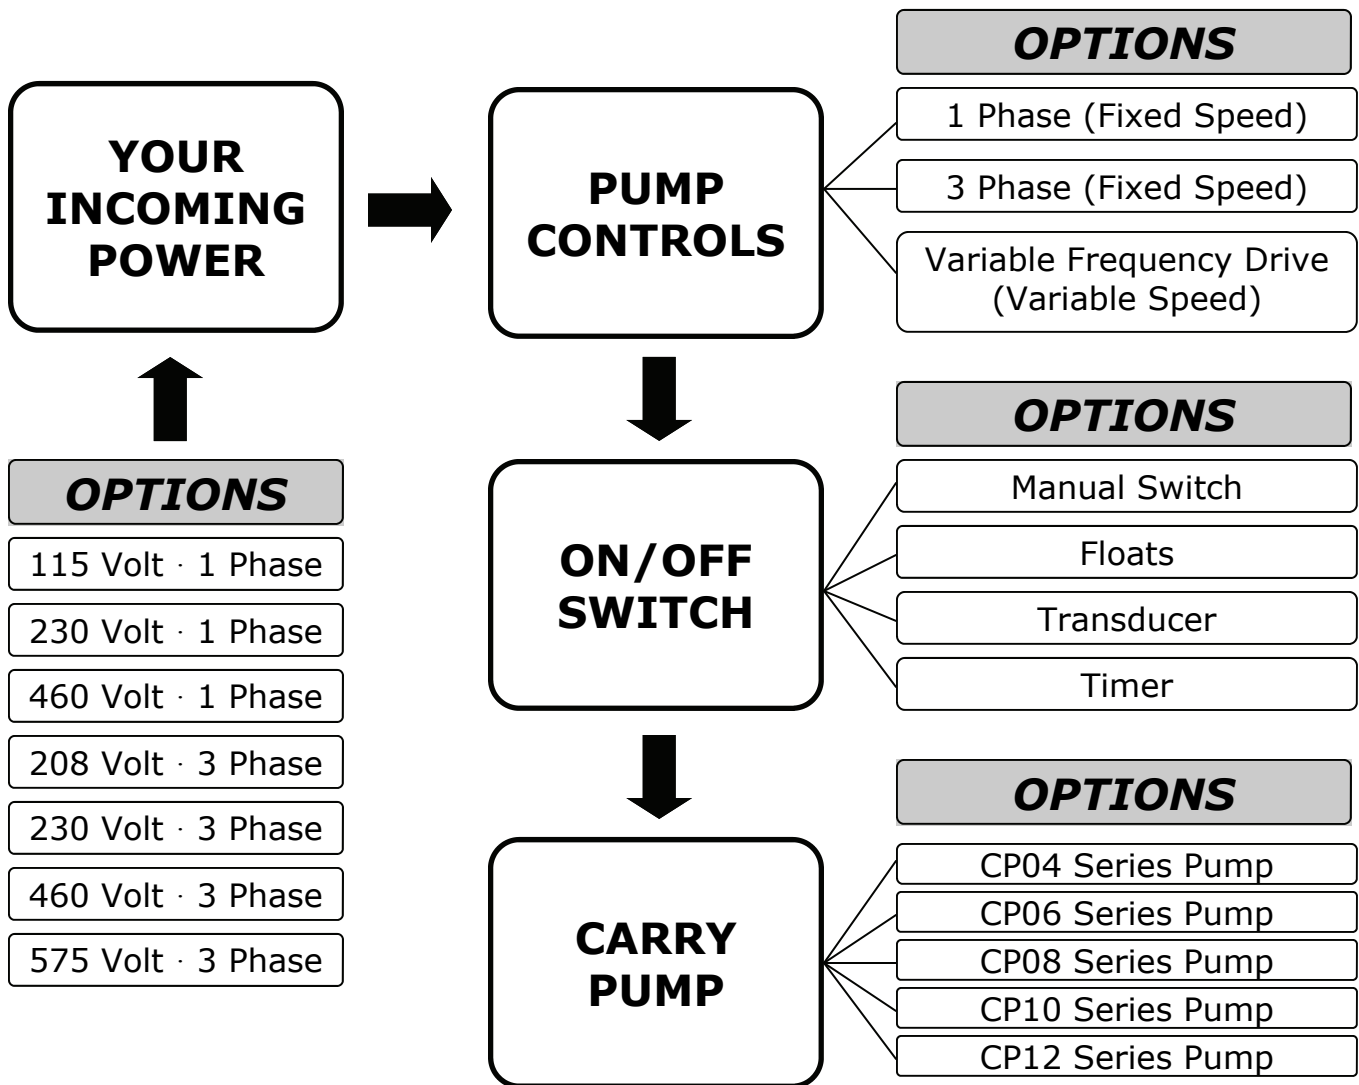 YOUR
INCOMING
POWER
OPTIONS
115 Volt · 1 Phase
230 Volt · 1 Phase
460 Volt · 1 Phase
208 Volt · 3 Phase
230 Volt · 3 Phase
460 Volt · 3 Phase
575 Volt · 3 Phase
PUMP
CONTROLS
OPTIONS
1 Phase (Fixed Speed)
3 Phase (Fixed Speed)
Variable Frequency Drive
(Variable Speed)
ON/OFF
SWITCH
OPTIONS
Manual Switch
Floats
Transducer
Timer
CARRY
PUMP
OPTIONS
CP04 Series Pump
CP06 Series Pump
CP08 Series Pump
CP10 Series Pump
CP12 Series Pump